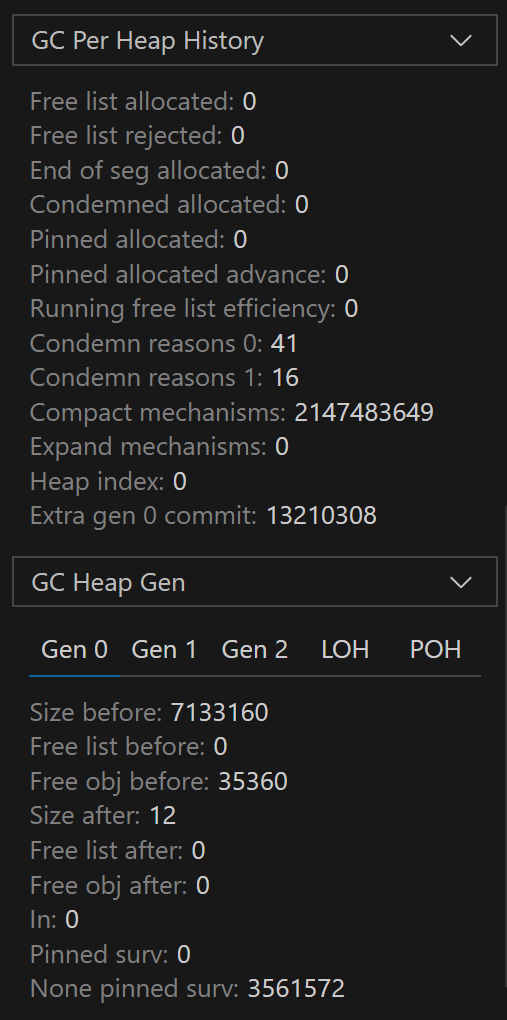 GC Per Heap History
Free list allocated: 0
Free list rejected: 0
End of seg allocated: 0
Condemned allocated: 0
Pinned allocated: 0
Pinned allocated advance: 0
Running free list efficiency: 0
Condemn reasons 0: 41
Condemn reasons 1: 16
Compact mechanisms: 2147483649
Expand mechanisms: 0
Heap index: 0
Extra gen 0 commit: 13210308
GC Heap Gen
Gen 0 Gen 1 Gen 2 LOH POH
Size before: 7133160
Free list before: 0
Free obj before: 35360
Size after: 12
Free list after: 0
Free obj after: 0
In: 0
Pinned surv: 0
None pinned surv: 3561572